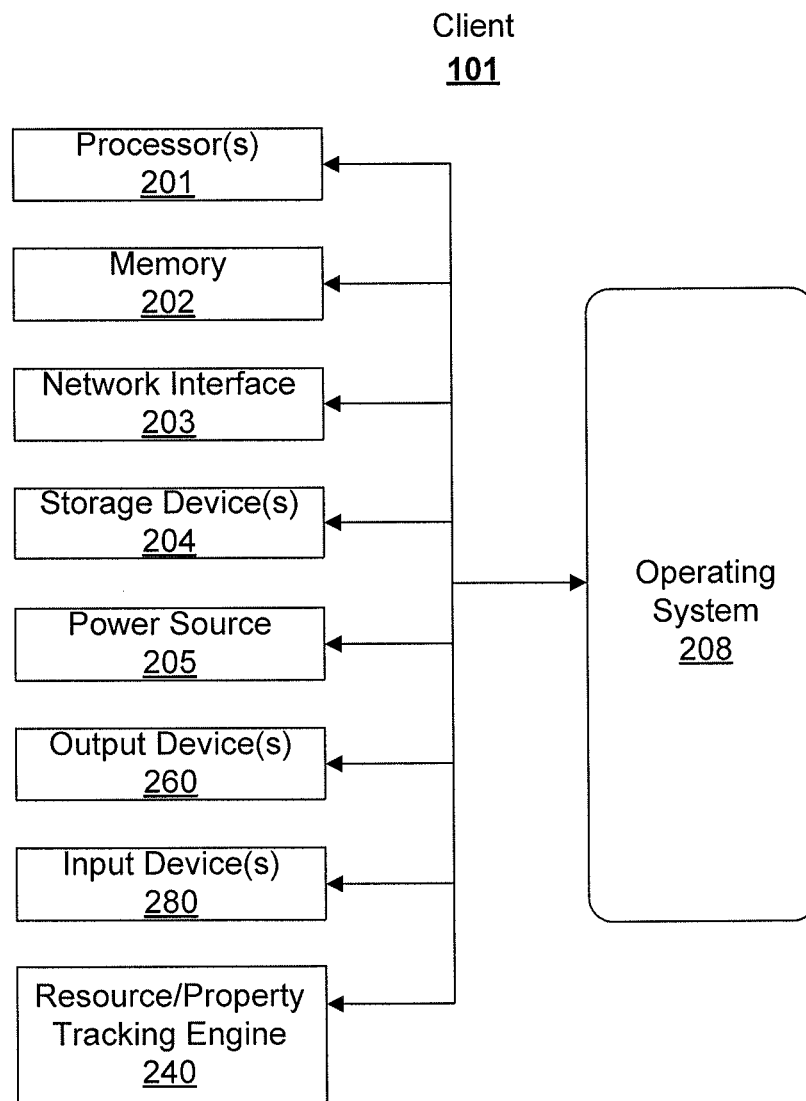 Client
101
Processor(s)
201
Memory
202
Network Interface
203
Storage Device(s)
204
Power Source
205
Output Device(s)
260
Input Device(s)
280
Resource/Property
Tracking Engine
240
Operating
System
208